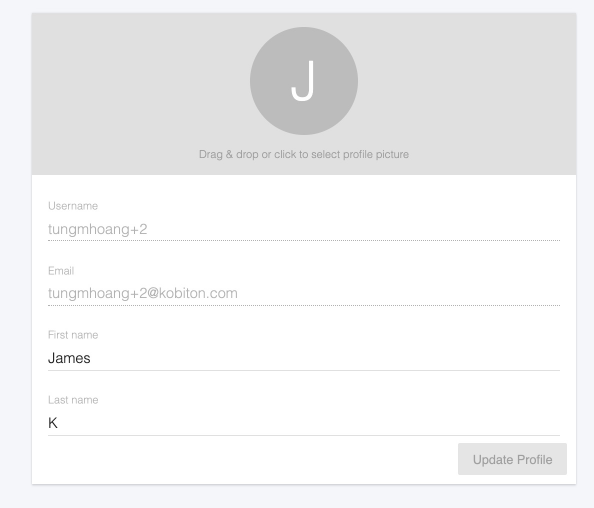 J
Drag & drop or click to select profile picture
Username
tungmhoang+2
Email
tungmhoang+2@kobiton.com
First name
James
Last name
K
Update Profile